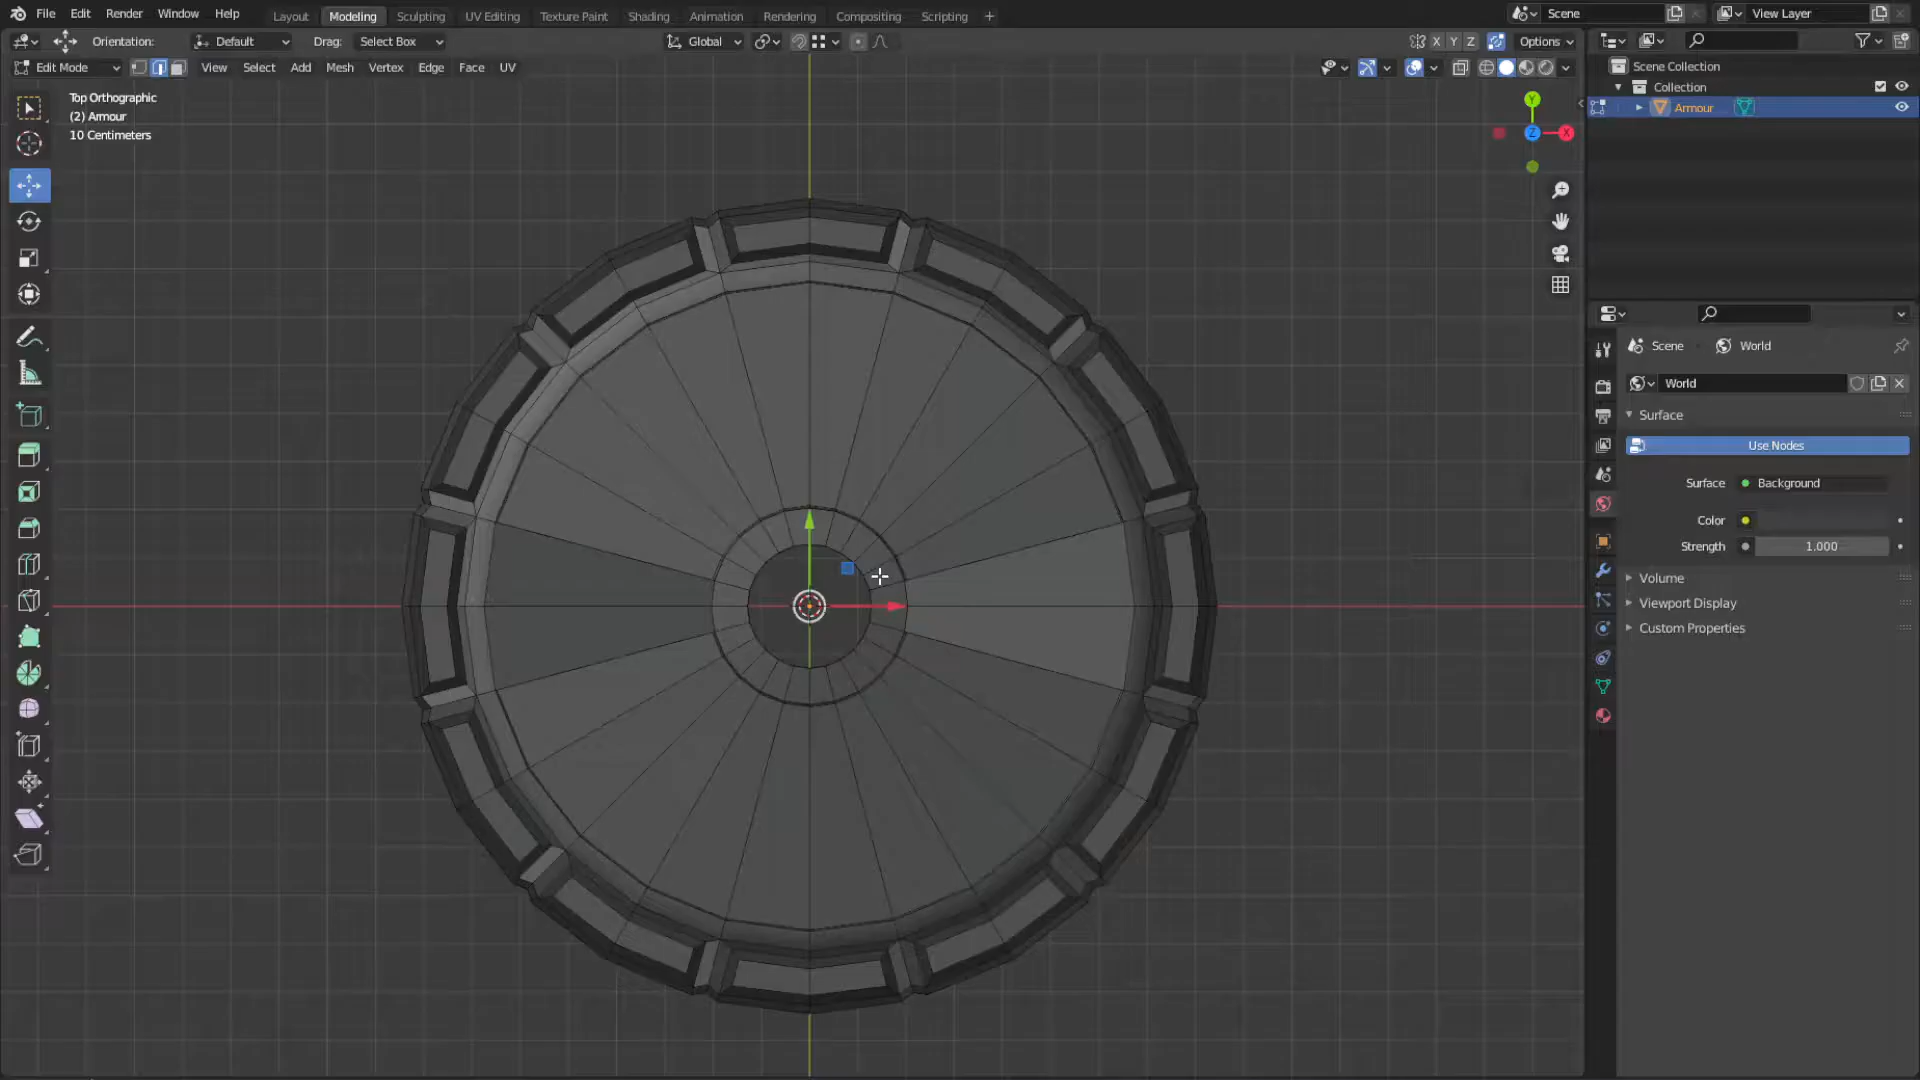 File Edit Render Window Help Layout Modeling Sculpting UV Editing Texture Paint Shading Animation Rendering Compositing Scripting + Scene View Layer
Orientation: Default Drag: Select Box Global X Y Z Options
Edit Mode View Select Add Mesh Vertex Edge Face UV
Top Orthographic
(2) Armour
10 Centimeters
Y
Z X
Scene Collection
Collection
Armour
Scene World
World
Surface
Use Nodes
Surface Background
Color
Strength 1.000
Volume
Viewport Display
Custom Properties